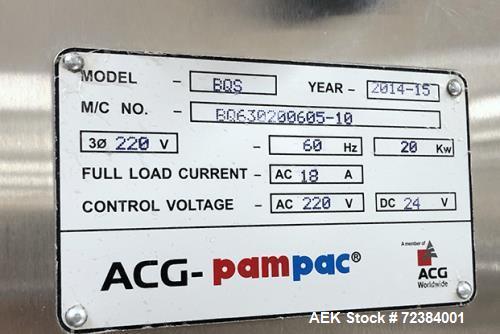 MODEL - BQS YEAR - 2014-15
M/C NO. - BQ630200605-10
3ø 220 V - 60 Hz 20 Kw
FULL LOAD CURRENT - AC 18 A
CONTROL VOLTAGE - AC 220 V DC 24 V
ACG-pampac®
A member of
ACG
Worldwide
AEK Stock #72384001